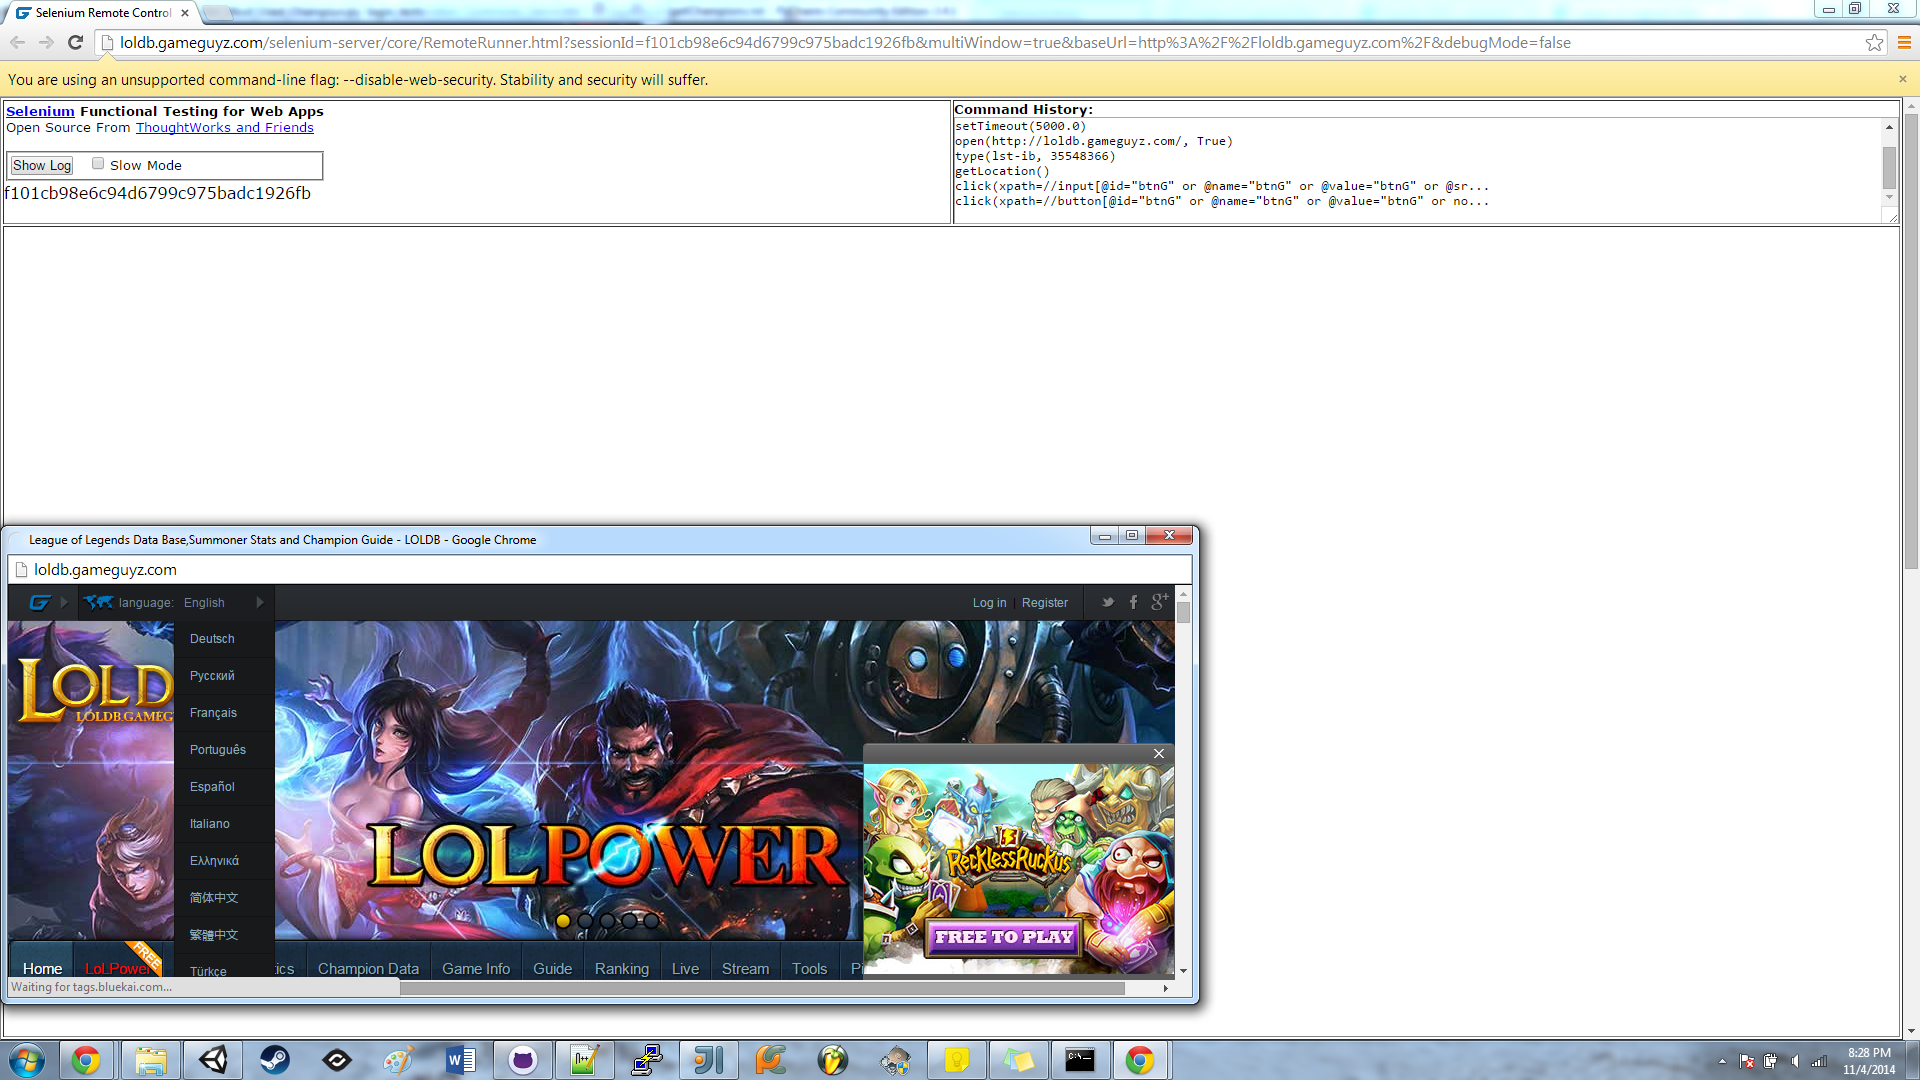 Selenium Remote Control
loldb.gameguyz.com/selenium-server/core/RemoteRunner.html?sessionId=f101cb98e6c94d6799c975badc1926fb&multiWindow=true&baseUrl=http%3A%2F%2Floldb.gameguyz.com%2F&debugMode=false
You are using an unsupported command-line flag: --disable-web-security. Stability and security will suffer.
Selenium Functional Testing for Web Apps
Open Source From ThoughtWorks and Friends
Show Log Slow Mode
f101cb98e6c94d6799c975badc1926fb
Command History:
setTimeout(5000.0)
open(http://loldb.gameguyz.com/, True)
type(lst-ib, 35548366)
getLocation()
click(xpath=//input[@id="btnG" or @name="btnG" or @value="btnG" or @sr...
click(xpath=//button[@id="btnG" or @name="btnG" or @value="btnG" or no...
League of Legends Data Base,Summoner Stats and Champion Guide - LOLDB - Google Chrome
loldb.gameguyz.com
language: English Log in | Register
Deutsch
Русский
Français
Português
Español
Italiano
Ελληνικά
简体中文
繁體中文
Türkçe
LOLD
LOLDB.GAMEG
LOLPOWER
RECKLESSRUCKUS
FREE TO PLAY
FREE
Home LoLPower tics Champion Data Game Info Guide Ranking Live Stream Tools Pi
Waiting for tags.bluekai.com...
8:28 PM
11/4/2014